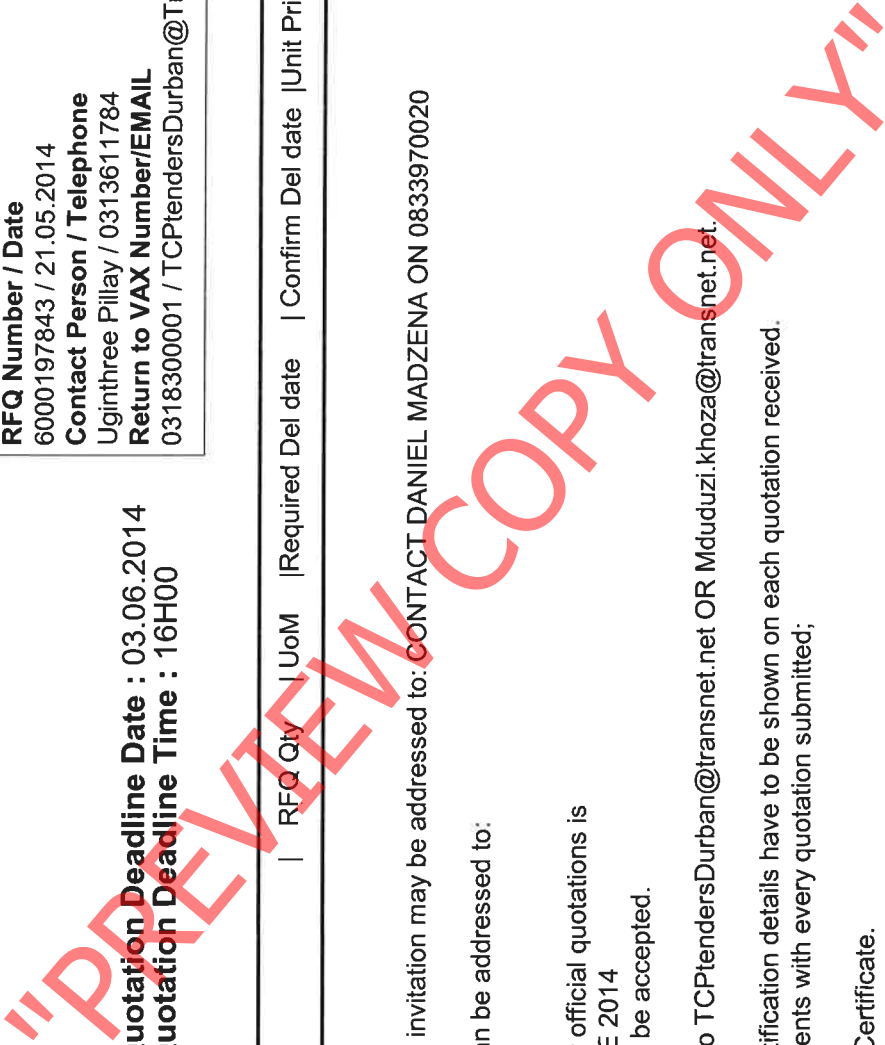 RFQ Number / Date
6000197843 / 21.05.2014
Contact Person / Telephone
Uginthree Pillay / 0313611784
Return to VAX Number/EMAIL
0318300001 / TCPtendersDurban@Tr
uotation Deadline Date : 03.06.2014
uotation Deadline Time : 16H00
| RFQ Qty | UoM |Required Del date | Confirm Del date |Unit Pri
invitation may be addressed to: CONTACT DANIEL MADZENA ON 0833970020
n be addressed to:
official quotations is
E 2014
be accepted.
o TCPtendersDurban@transnet.net OR Mduduzi.khoza@transnet.net.
tification details have to be shown on each quotation received.
ents with every quotation submitted;
Certificate.
"PREVIEW COPY ONLY"